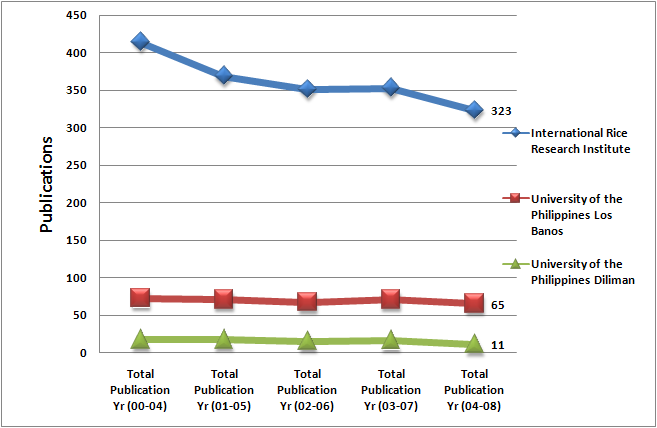 450
400
350
300
250
200
150
100
50
0
Publications
323
65
11
International Rice
Research Institute
University of the
Philippines Los
Banos
University of the
Philippines Diliman
Total
Publication
Yr (00-04)
Total
Publication
Yr (01-05)
Total
Publication
Yr (02-06)
Total
Publication
Yr (03-07)
Total
Publication
Yr (04-08)